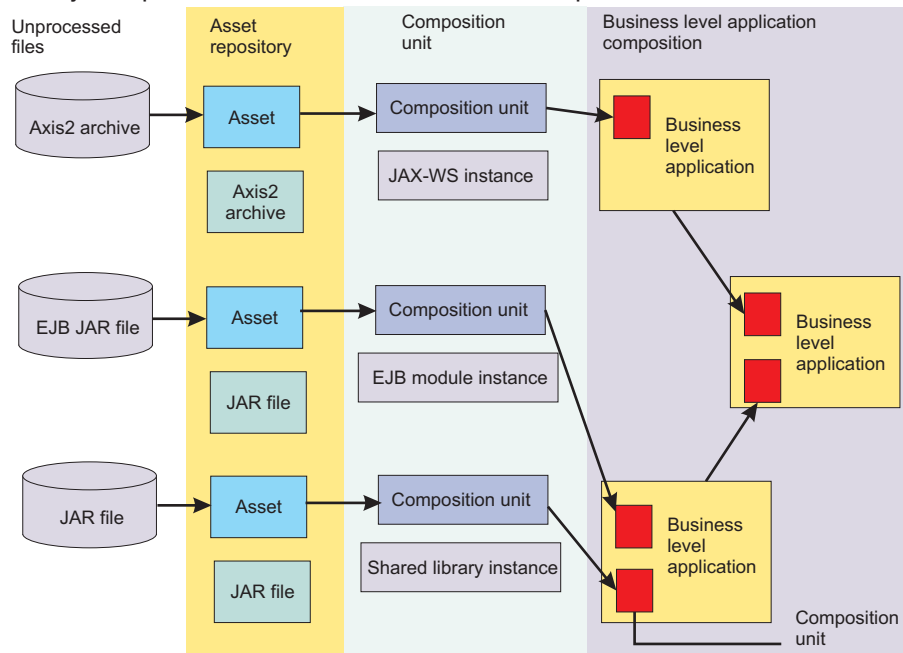 Unprocessed
files
Asset
repository
Composition
unit
Business level application
composition
Axis2 archive
Asset
Composition unit
Business
level
application
JAX-WS instance
Axis2
archive
EJB JAR file
Asset
Composition unit
Business
level
application
EJB module instance
JAR file
JAR file
Asset
Composition unit
Business
level
application
Shared library instance
JAR file
Composition
unit